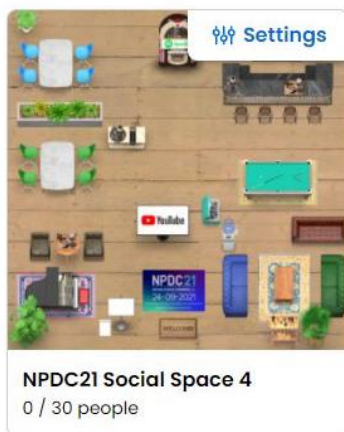 Settings
YouTube
NPDC21
24-09-2021
WELCOME
NPDC21 Social Space 4
0 / 30 people